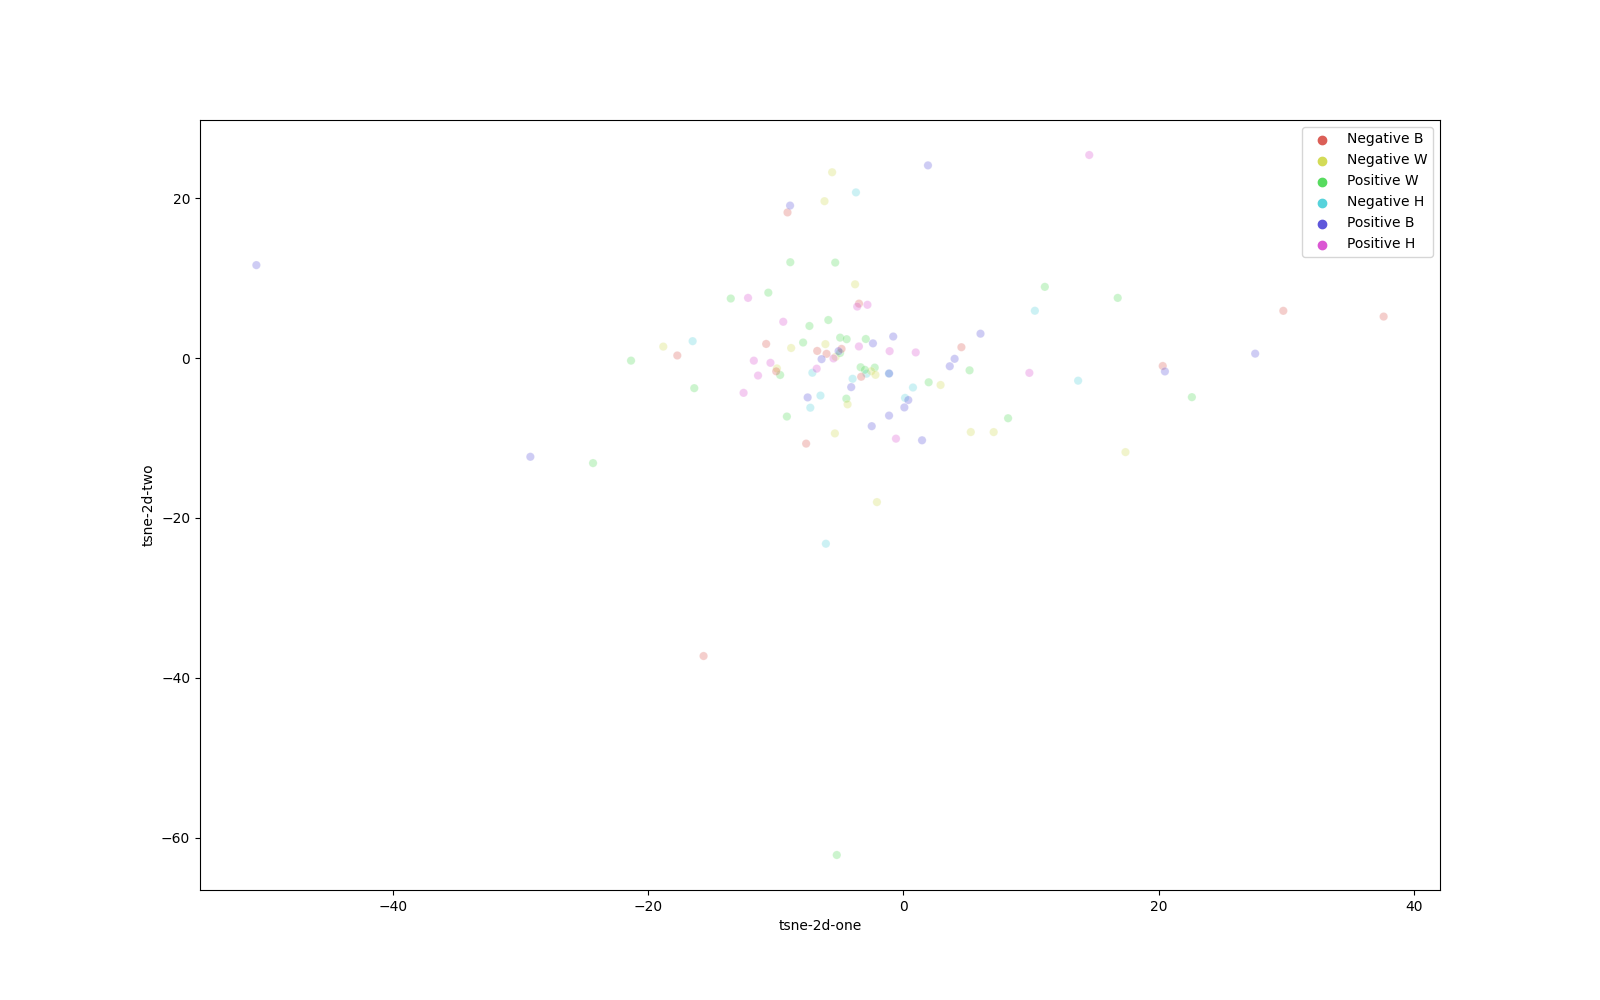 Negative B
Negative W
Positive W
Negative H
Positive B
Positive H
20
0
−20
−40
−60
tsne-2d-two
−40
−20
0
20
40
tsne-2d-one